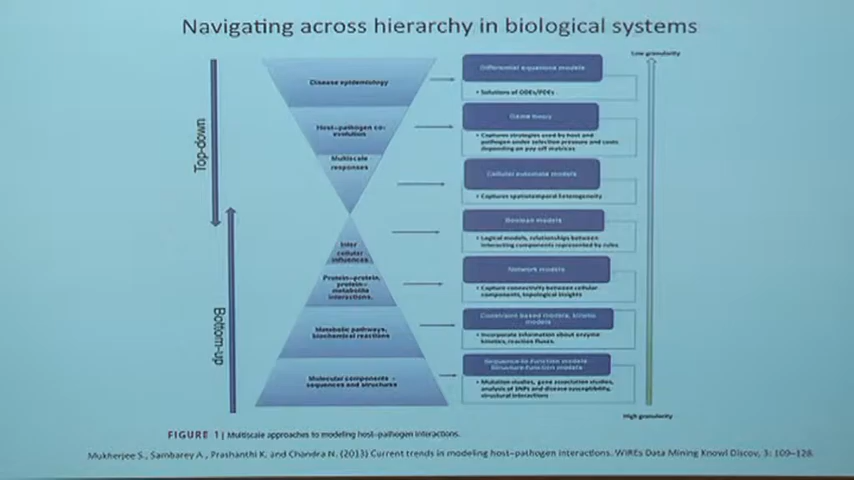 Navigating across hierarchy in biological systems
Low granularity
Top-down
Bottom-up
Disease epidemiology
Host–pathogen co-
evolution
Multiscale
responses
Inter
cellular
influences
Protein–protein,
protein–
metabolite
interactions.
Metabolic pathways,
biochemical reactions
Molecular components –
sequences and structures
Differential equations models
• Solutions of ODEs/PDEs
Game theory
• Captures strategies used by host and
pathogen under selection pressure and costs
depending on pay off matrices
Cellular automata models
• Captures spatiotemporal heterogeneity
Boolean models
• Logical models, relationships between
interacting components represented by rules
Network models
• Capture connectivity between cellular
components, topological insights
Constraint based models, kinetic
models
• Incorporate information about enzyme
kinetics, reaction fluxes.
Sequence-to-Function models
Structure-Function models
• Mutation studies, gene association studies,
analysis of SNPs and disease susceptibility,
structural interactions
High granularity
FIGURE 1 | Multiscale approaches to modeling host–pathogen interactions.
Mukherjee S., Sambarey A., Prashanthi K. and Chandra N. (2013) Current trends in modeling host–pathogen interactions. WIREs Data Mining Knowl Discov, 3: 109–128.